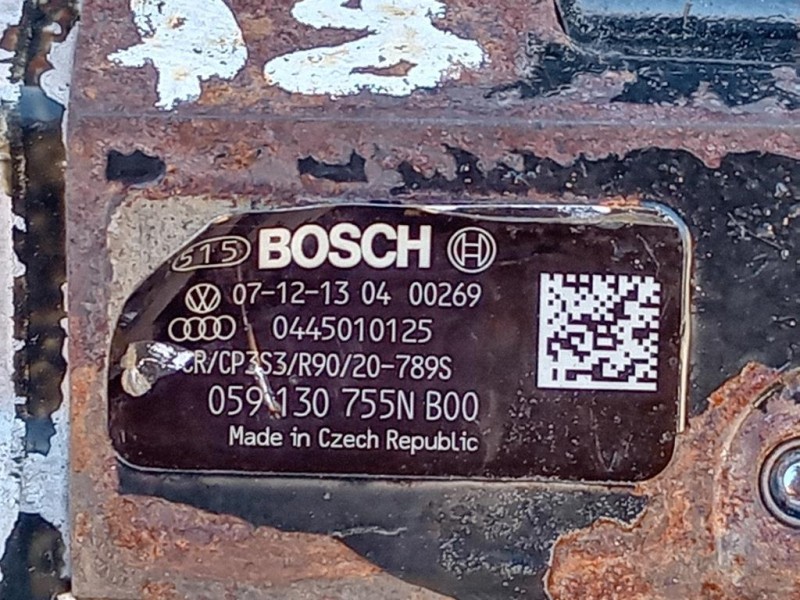 515 BOSCH
07-12-13 04 00269
0445010125
CR/CP3S3/R90/20-789S
059 130 755N B00
Made in Czech Republic